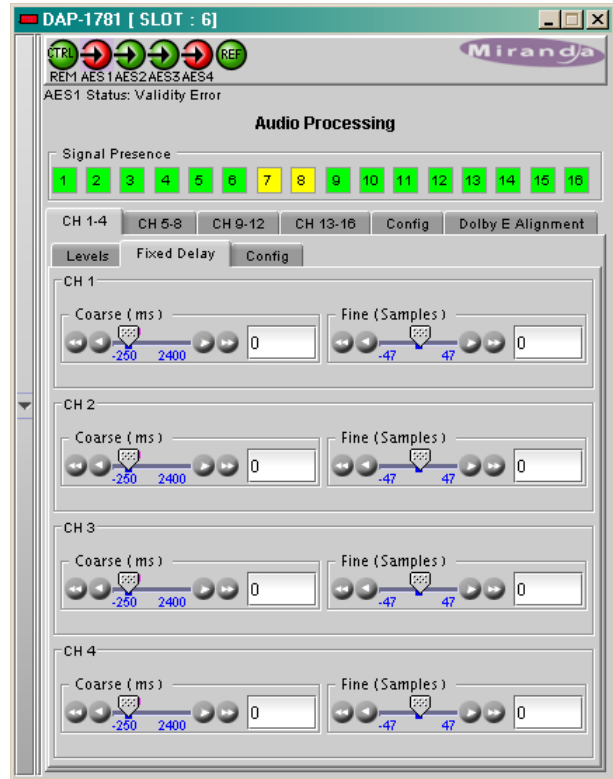 DAP-1781 [ SLOT : 6]
CTRL REF Miranda
REM AES1 AES2 AES3 AES4
AES1 Status: Validity Error
Audio Processing
Signal Presence
1 2 3 4 5 6 7 8 9 10 11 12 13 14 15 16
CH 1-4 CH 5-8 CH 9-12 CH 13-16 Config Dolby E Alignment
Levels Fixed Delay Config
CH 1
Coarse (ms) Fine (Samples)
0 0
-250 2400 -47 47
CH 2
Coarse (ms) Fine (Samples)
0 0
-250 2400 -47 47
CH 3
Coarse (ms) Fine (Samples)
0 0
-250 2400 -47 47
CH 4
Coarse (ms) Fine (Samples)
0 0
-250 2400 -47 47